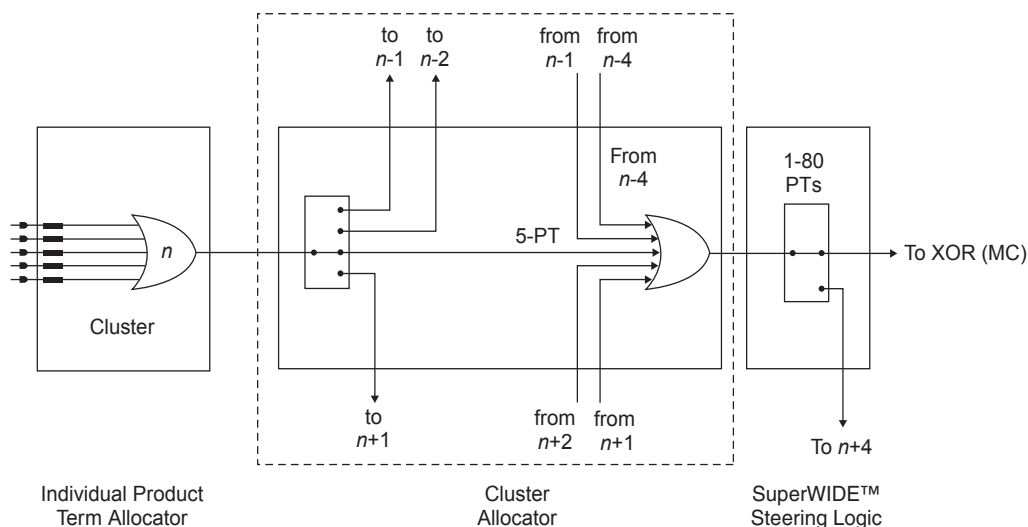 to
n-1
to
n-2
from
n-1
from
n-4
From
n-4
1-80
PTs
n
5-PT
To XOR (MC)
Cluster
to
n+1
from
n+2
from
n+1
To n+4
Individual Product
Term Allocator
Cluster
Allocator
SuperWIDE™
Steering Logic